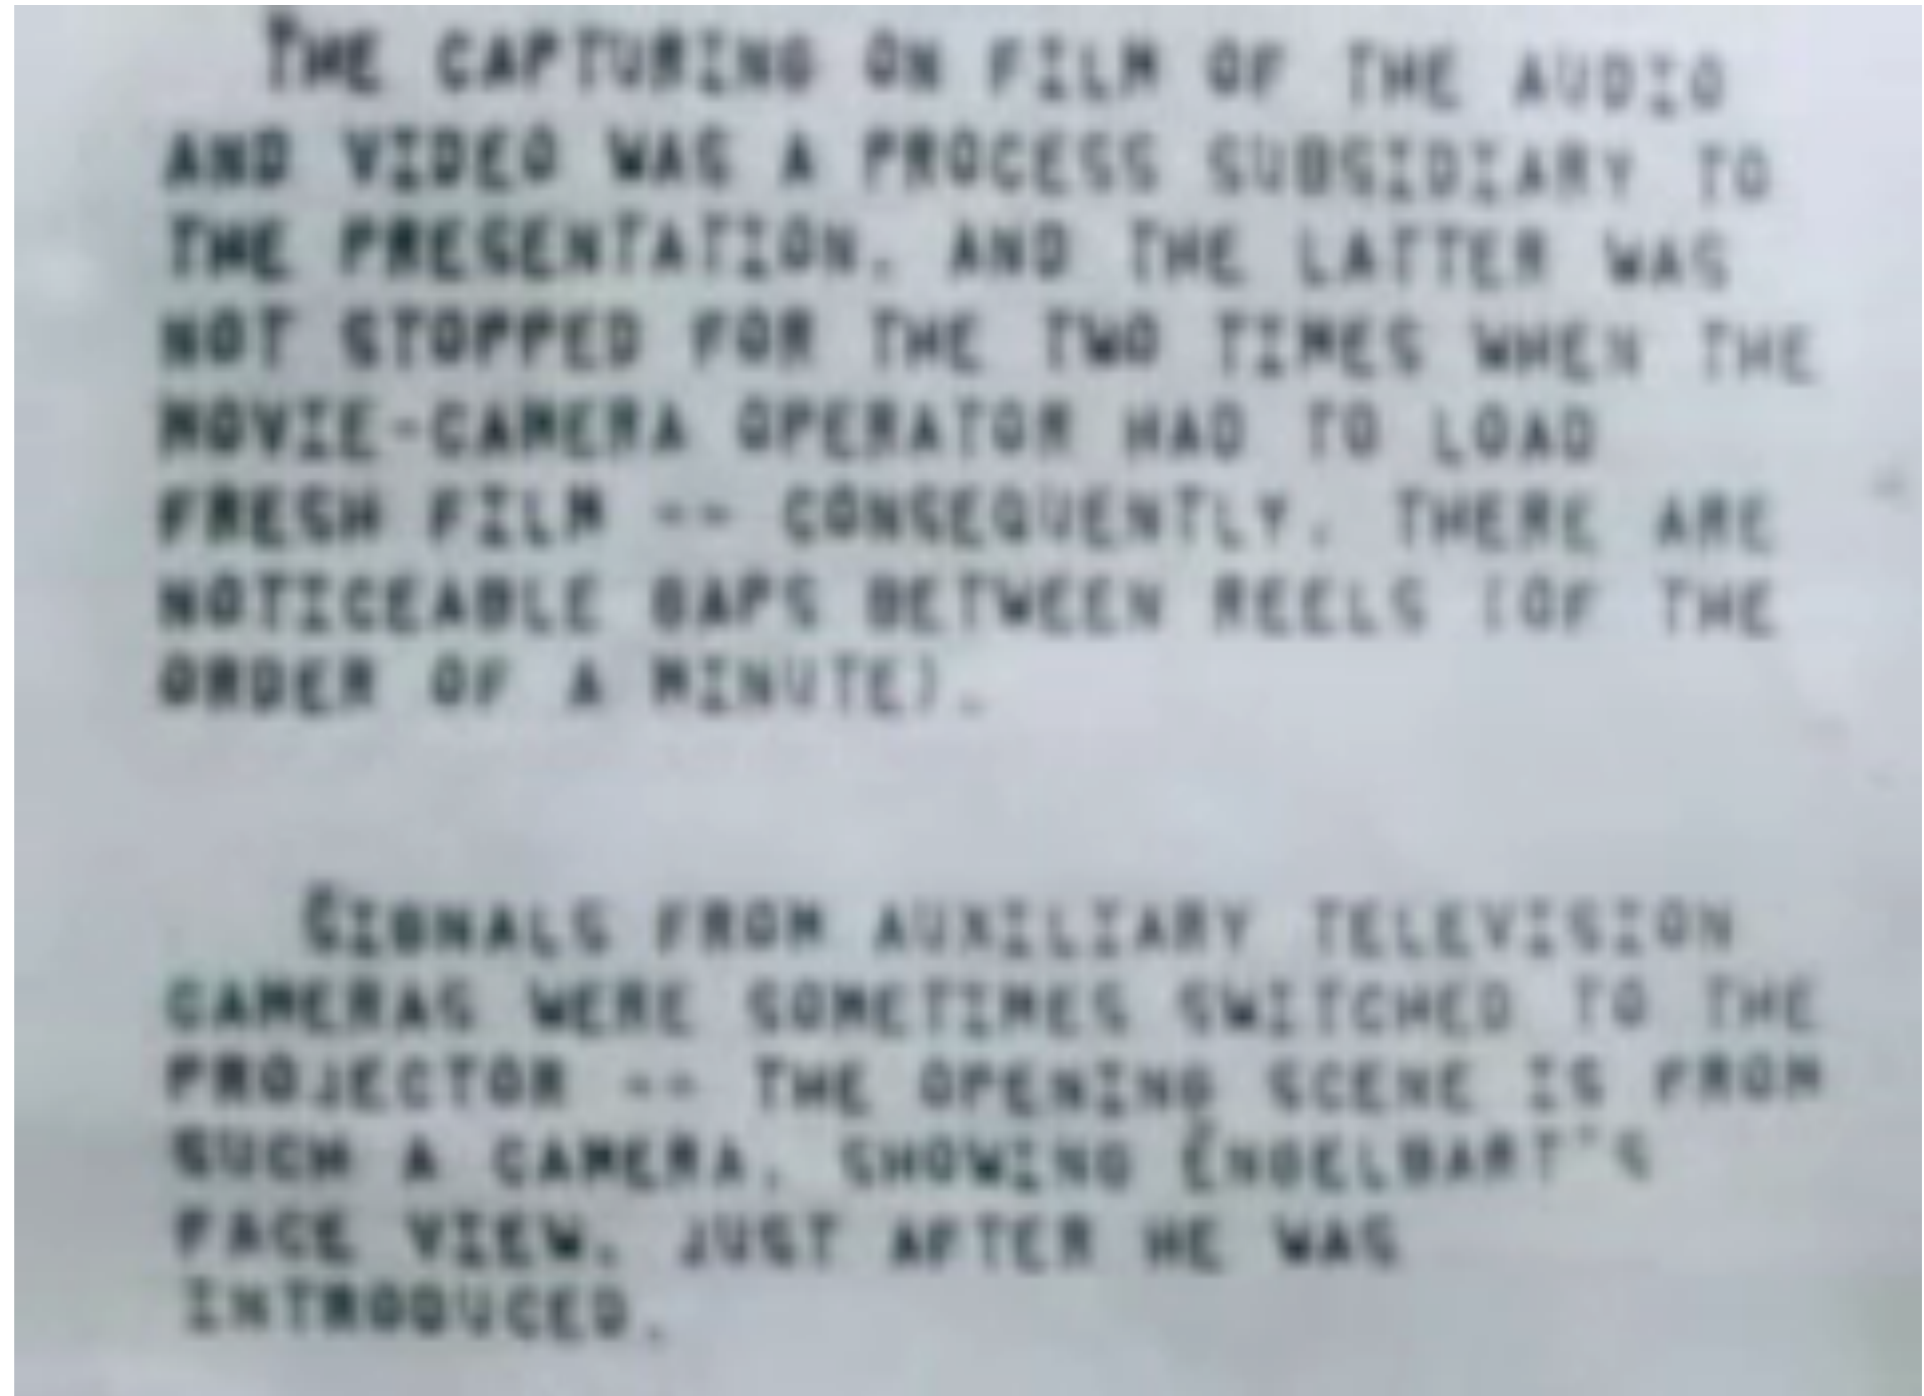 THE CAPTURING ON FILM OF THE AUDIO
AND VIDEO WAS A PROCESS SUBSIDIARY TO
THE PRESENTATION, AND THE LATTER WAS
NOT STOPPED FOR THE TWO TIMES WHEN THE
MOVIE-CAMERA OPERATOR HAD TO LOAD
FRESH FILM -- CONSEQUENTLY, THERE ARE
NOTICEABLE GAPS BETWEEN REELS (OF THE
ORDER OF A MINUTE).
SIGNALS FROM AUXILIARY TELEVISION
CAMERAS WERE SOMETIMES SWITCHED TO THE
PROJECTOR -- THE OPENING SCENE IS FROM
SUCH A CAMERA, SHOWING ENGELBART'S
FACE VIEW, JUST AFTER HE WAS
INTRODUCED.